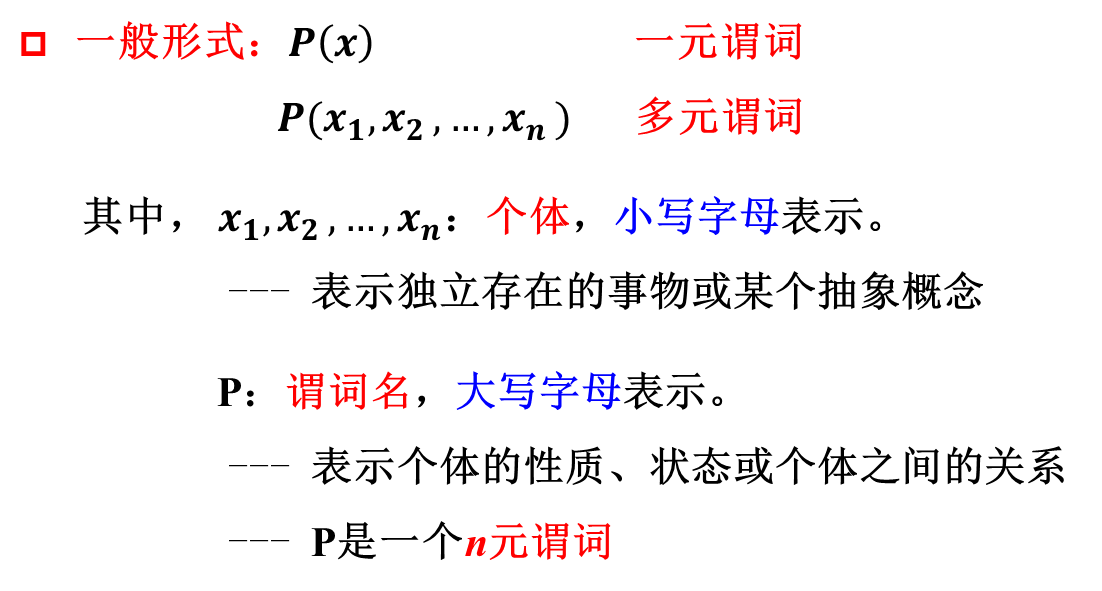 一般形式：P(x) 一元谓词
P(x₁,x₂,…,xₙ) 多元谓词
其中，x₁,x₂,…,xₙ：个体，小写字母表示。
--- 表示独立存在的事物或某个抽象概念
P：谓词名，大写字母表示。
--- 表示个体的性质、状态或个体之间的关系
--- P是一个n元谓词